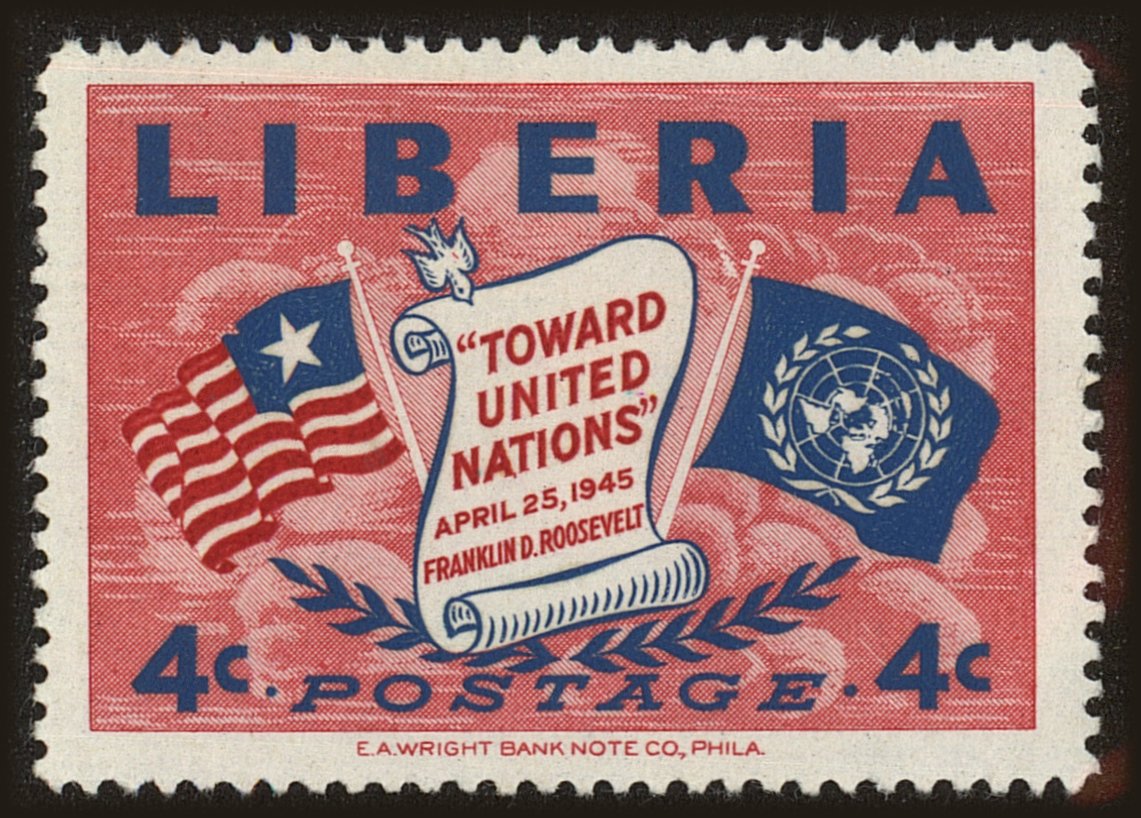 LIBERIA
"TOWARD
UNITED
NATIONS"
APRIL 25, 1945
FRANKLIN D. ROOSEVELT
4c. POSTAGE. 4c
E.A.WRIGHT BANK NOTE CO., PHILA.